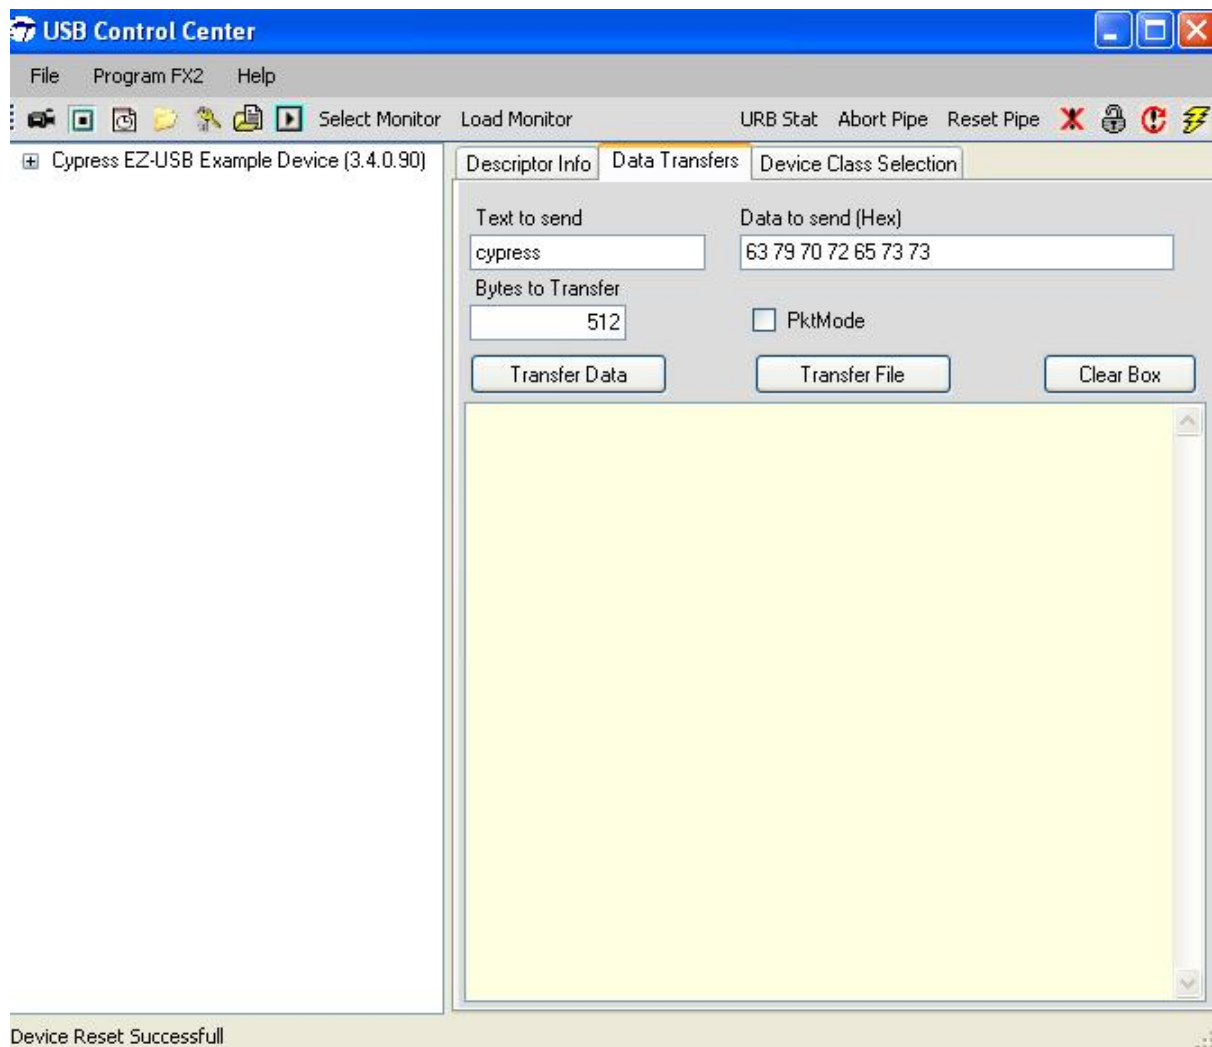 USB Control Center
File Program FX2 Help
Select Monitor Load Monitor URB Stat Abort Pipe Reset Pipe
Cypress EZ-USB Example Device (3.4.0.90)
Descriptor Info Data Transfers Device Class Selection
Text to send Data to send (Hex)
cypress 63 79 70 72 65 73 73
Bytes to Transfer
512 PktMode
Transfer Data Transfer File Clear Box
Device Reset Successfull